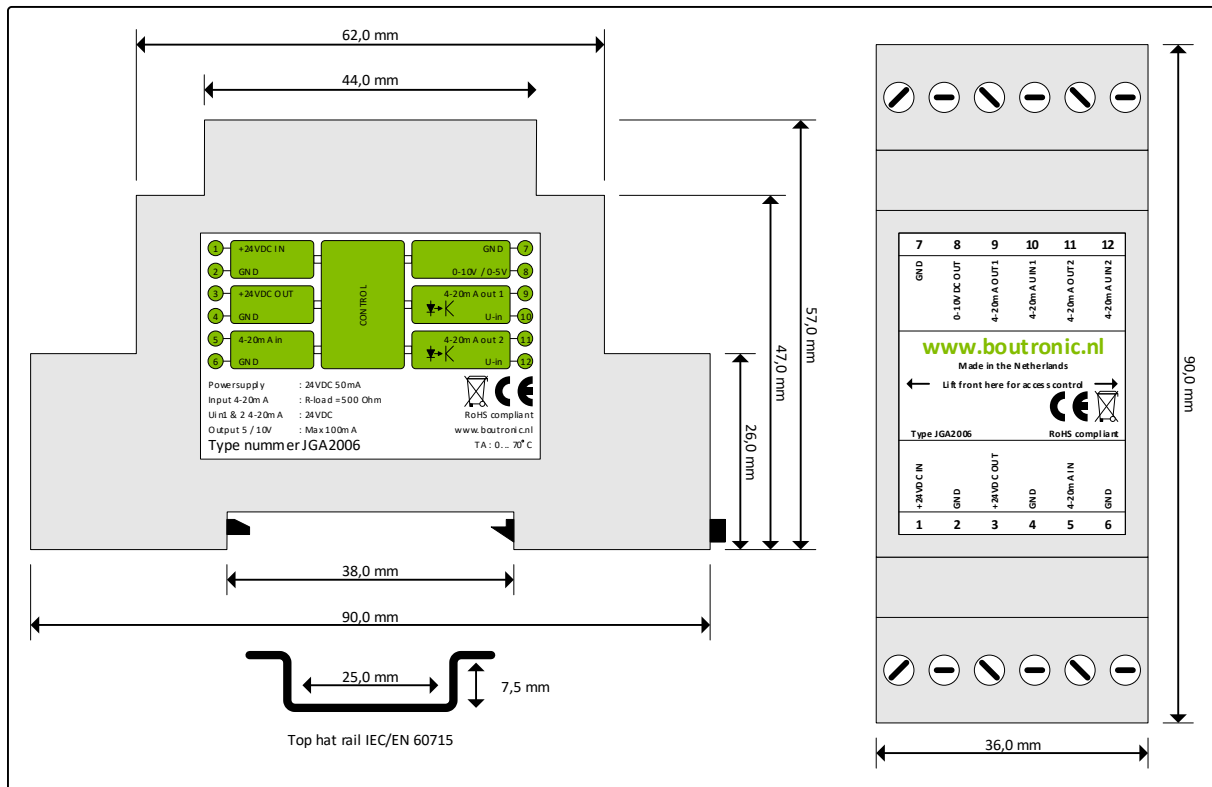 62,0 mm
44,0 mm
1 +24VDC IN
2 GND
3 +24VDC OUT
4 GND
5 4-20mA in
6 GND
CONTROL
GND 7
0-10V / 0-5V 8
4-20mA out 1 9
U-in 10
4-20mA out 2 11
U-in 12
Powersupply : 24VDC 50mA
Input 4-20mA : R-load = 500 Ohm
Uin1 & 2 4-20mA : 24VDC
Output 5 / 10V : Max 100mA
Type nummer JGA2006
CE
RoHS compliant
www.boutronic.nl
TA : 0... 70° C
57,0 mm
47,0 mm
26,0 mm
38,0 mm
90,0 mm
25,0 mm
7,5 mm
Top hat rail IEC/EN 60715
7 8 9 10 11 12
GND
0-10VDC OUT
4-20mA OUT1
4-20mA UIN1
4-20mA OUT2
4-20mA UIN2
www.boutronic.nl
Made in the Netherlands
Lift front here for access control
CE
Type JGA2006 RoHS compliant
+24VDC IN
GND
+24VDC OUT
GND
4-20mA IN
GND
1 2 3 4 5 6
90,0 mm
36,0 mm